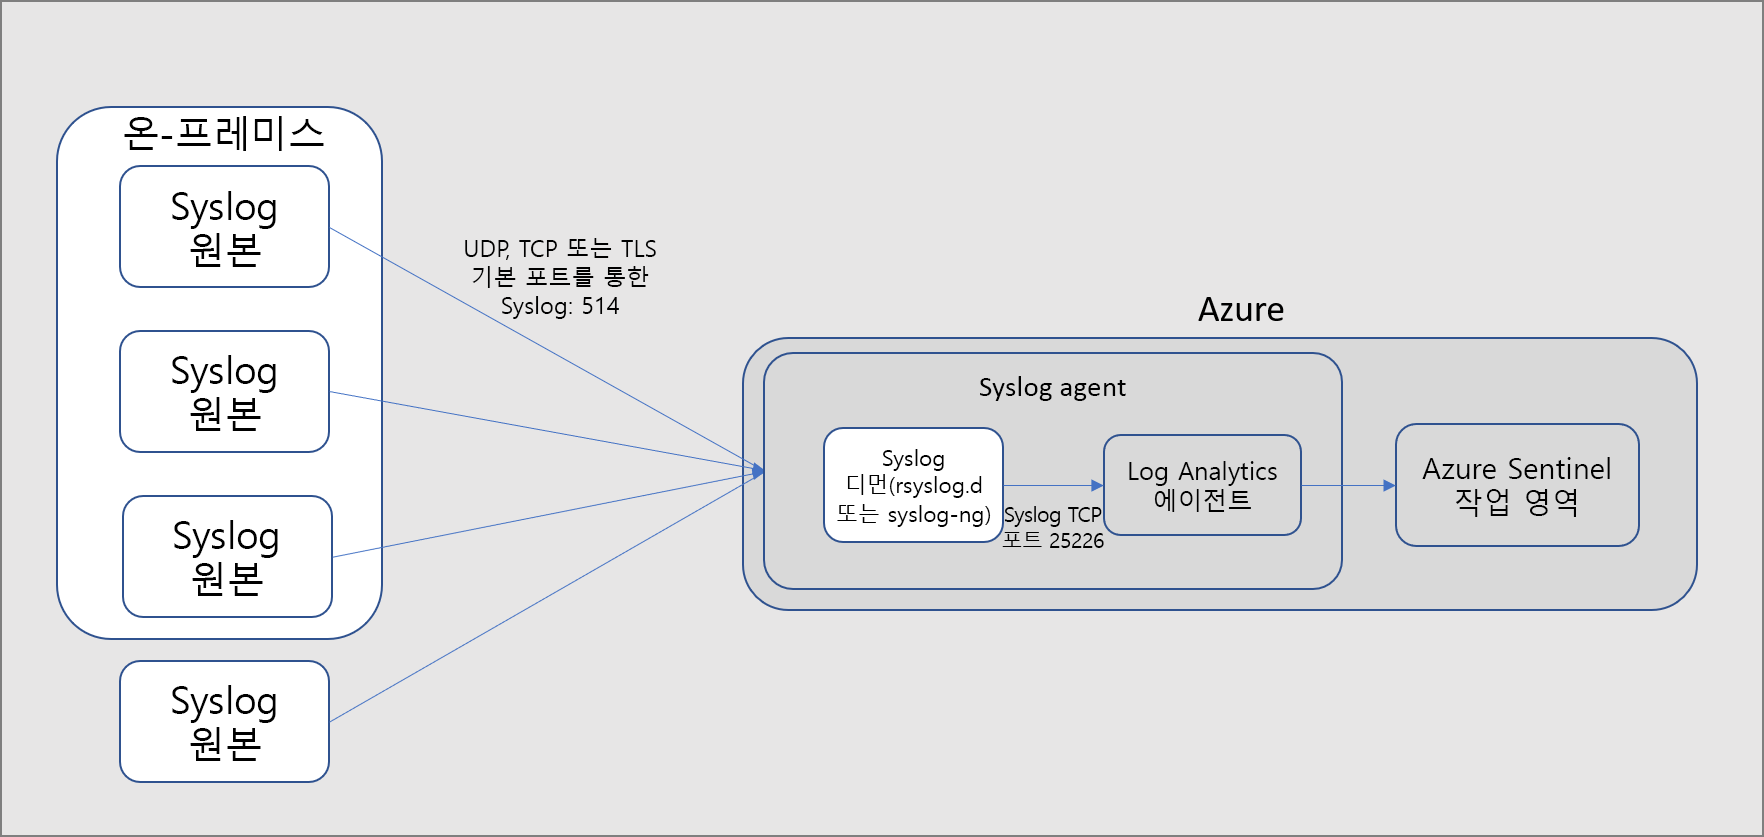 온-프레미스
Syslog
원본
Syslog
원본
Syslog
원본
Syslog
원본
UDP, TCP 또는 TLS
기본 포트를 통한
Syslog: 514
Azure
Syslog agent
Syslog
디먼(rsyslog.d
또는 syslog-ng)
Syslog TCP
포트 25226
Log Analytics
에이전트
Azure Sentinel
작업 영역